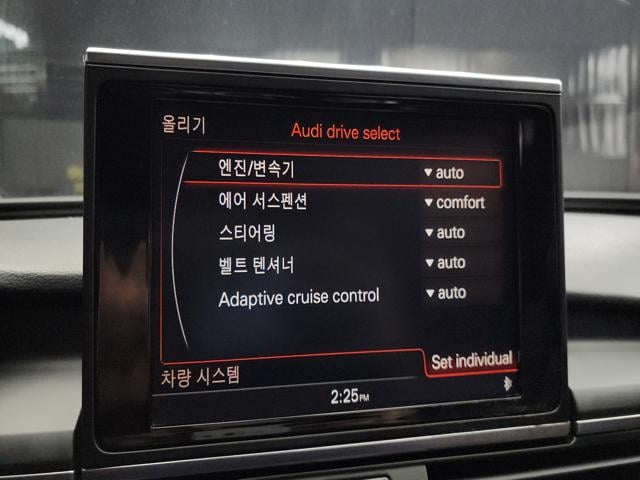 올리기
Audi drive select
엔진/변속기 ▼ auto
에어 서스펜션 ▼ comfort
스티어링 ▼ auto
벨트 텐셔너 ▼ auto
Adaptive cruise control ▼ auto
Set individual
차량 시스템
2:25PM